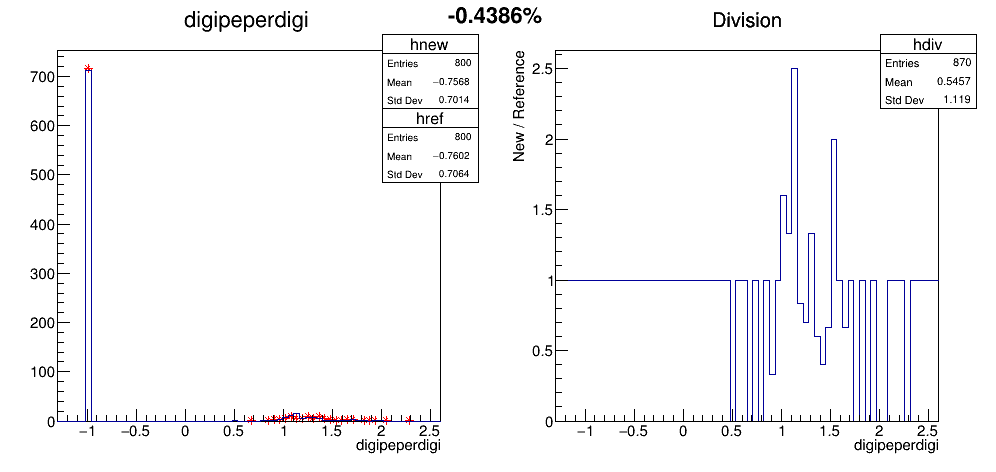 digipeperdigi
-0.4386%
Division
hnew
Entries 800
Mean −0.7568
Std Dev 0.7014
href
Entries 800
Mean −0.7602
Std Dev 0.7064
700
600
500
400
300
200
100
0
−1 −0.5 0 0.5 1 1.5 2 2.5
digipeperdigi
hdiv
Entries 870
Mean 0.5457
Std Dev 1.119
New / Reference
2.5
2
1.5
1
0.5
0
−1 −0.5 0 0.5 1 1.5 2 2.5
digipeperdigi